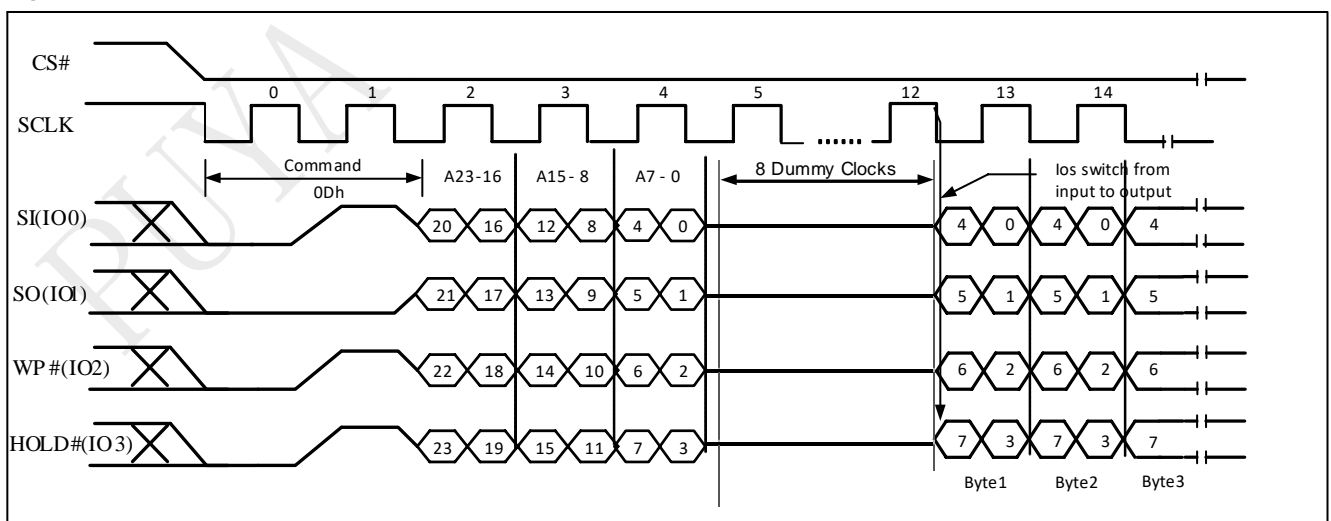 CS#
0 1 2 3 4 5 12 13 14
SCLK
Command A23-16 A15 - 8 A7 - 0 8 Dummy Clocks Ios switch from
0Dh input to output
SI(IO0) 20 16 12 8 4 0 4 0 4 0 4
SO(IO1) 21 17 13 9 5 1 5 1 5 1 5
WP#(IO2) 22 18 14 10 6 2 6 2 6 2 6
HOLD#(IO3) 23 19 15 11 7 3 7 3 7 3 7
Byte1 Byte2 Byte3
PUYA